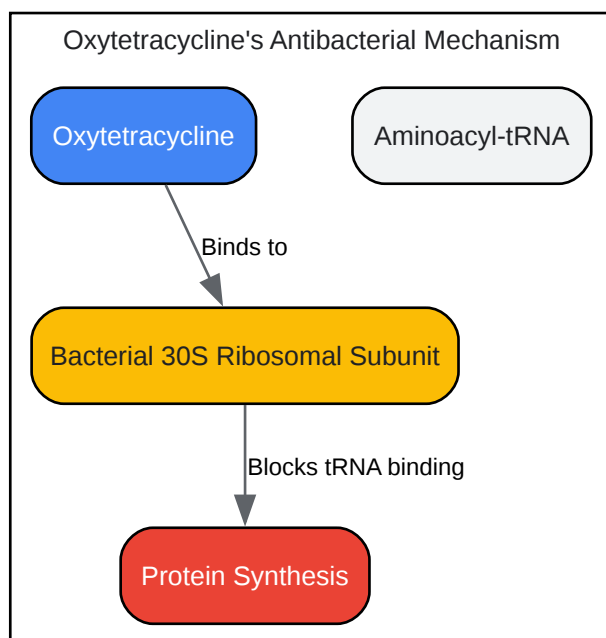 Oxytetracycline's Antibacterial Mechanism
Oxytetracycline
Aminoacyl-tRNA
Binds to
Bacterial 30S Ribosomal Subunit
Blocks tRNA binding
Protein Synthesis